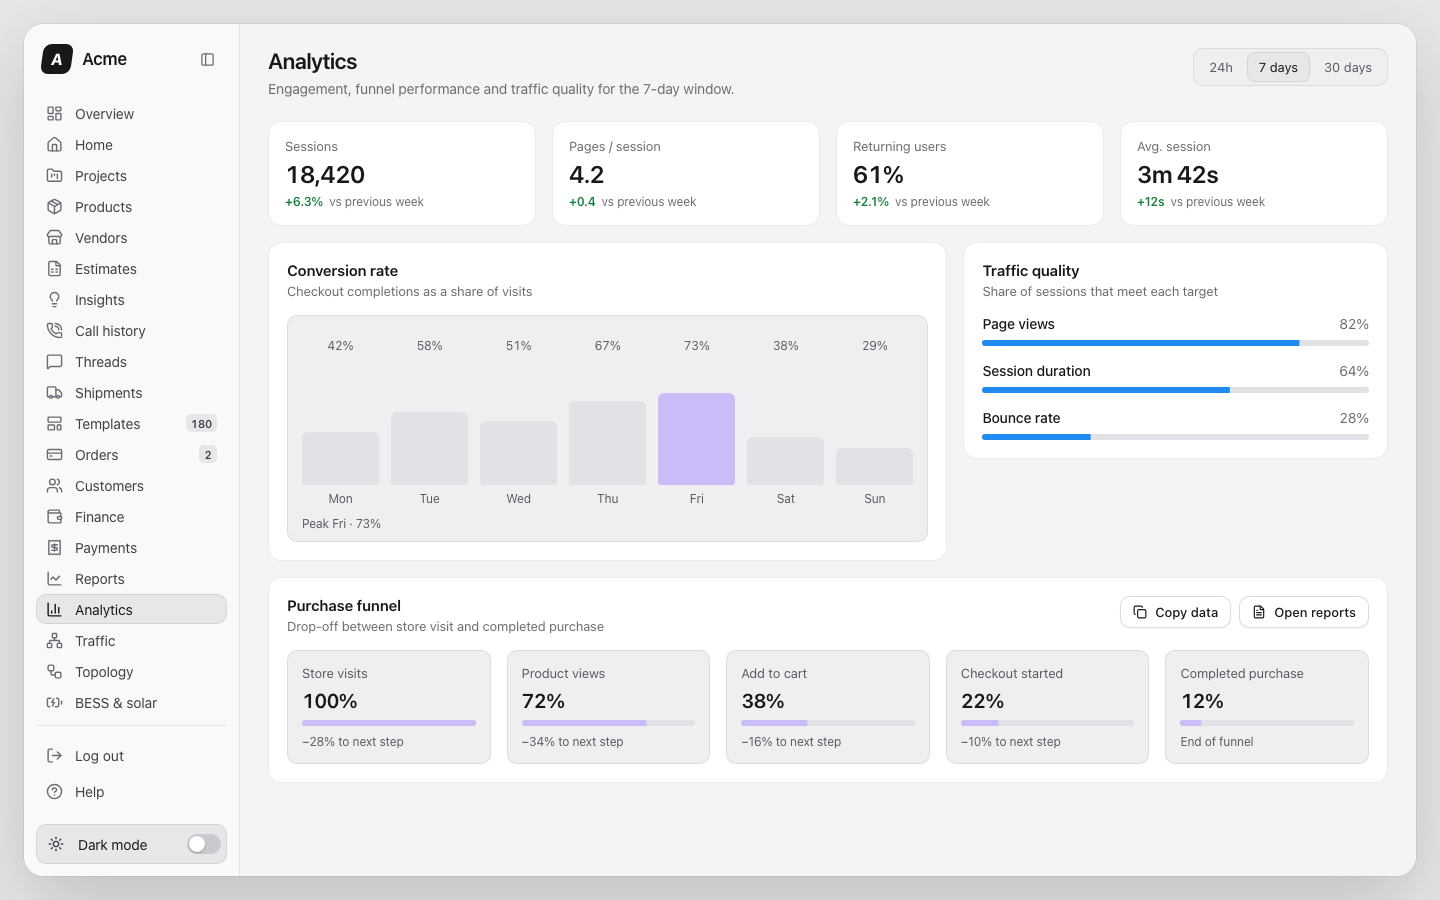 A Acme
Overview
Home
Projects
Products
Vendors
Estimates
Insights
Call history
Threads
Shipments
Templates 180
Orders 2
Customers
Finance
Payments
Reports
Analytics
Traffic
Topology
BESS & solar
Log out
Help
Dark mode
Analytics
Engagement, funnel performance and traffic quality for the 7-day window.
24h 7 days 30 days
Sessions
18,420
+6.3% vs previous week
Pages / session
4.2
+0.4 vs previous week
Returning users
61%
+2.1% vs previous week
Avg. session
3m 42s
+12s vs previous week
Conversion rate
Checkout completions as a share of visits
42% 58% 51% 67% 73% 38% 29%
Mon Tue Wed Thu Fri Sat Sun
Peak Fri · 73%
Traffic quality
Share of sessions that meet each target
Page views 82%
Session duration 64%
Bounce rate 28%
Purchase funnel
Drop-off between store visit and completed purchase
Copy data Open reports
Store visits
100%
−28% to next step
Product views
72%
−34% to next step
Add to cart
38%
−16% to next step
Checkout started
22%
−10% to next step
Completed purchase
12%
End of funnel